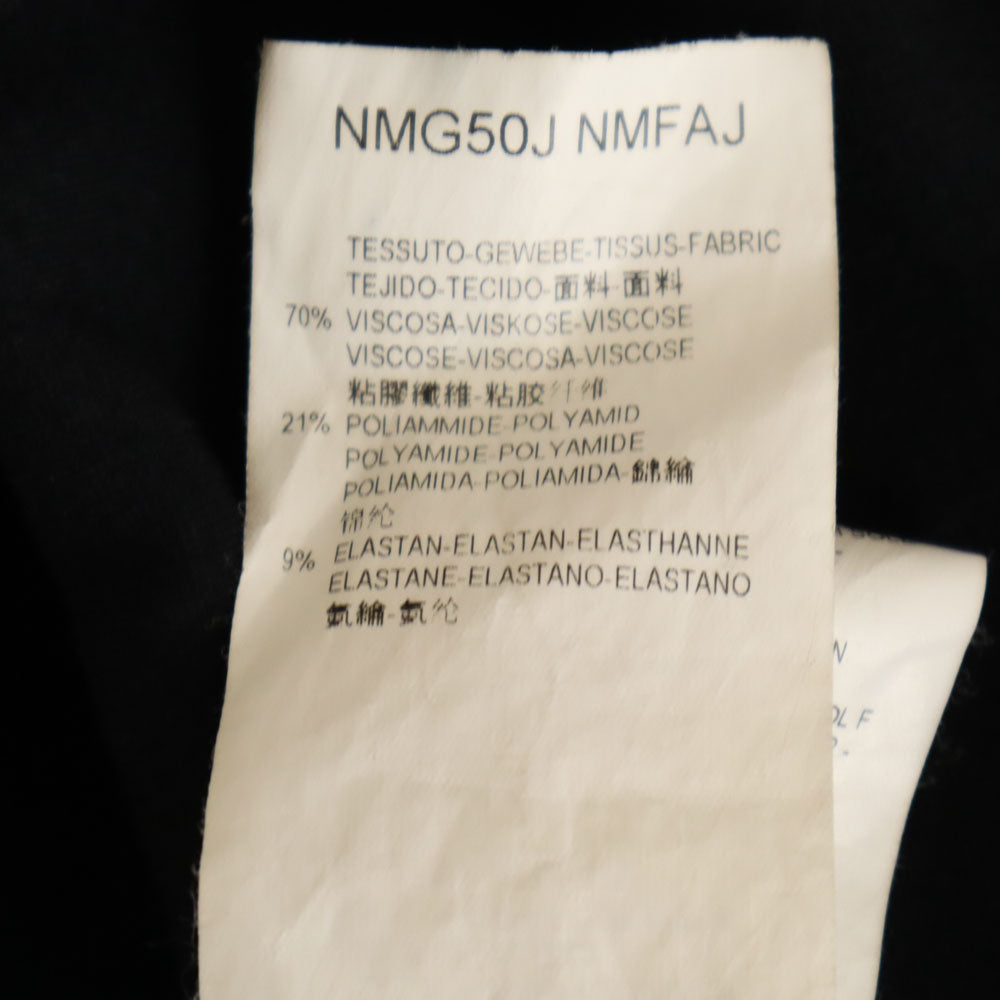 NMG50J NMFAJ
TESSUTO-GEWEBE-TISSUS-FABRIC
TEJIDO-TECIDO-面料-面料
70% VISCOSA-VISKOSE-VISCOSE
VISCOSE-VISCOSA-VISCOSE
粘膠纖維-粘胶纤维
21% POLIAMMIDE-POLYAMID
POLYAMIDE-POLYAMIDE
POLIAMIDA-POLIAMIDA-錦綸
锦纶
9% ELASTAN-ELASTAN-ELASTHANNE
ELASTANE-ELASTANO-ELASTANO
氨綸-氨纶